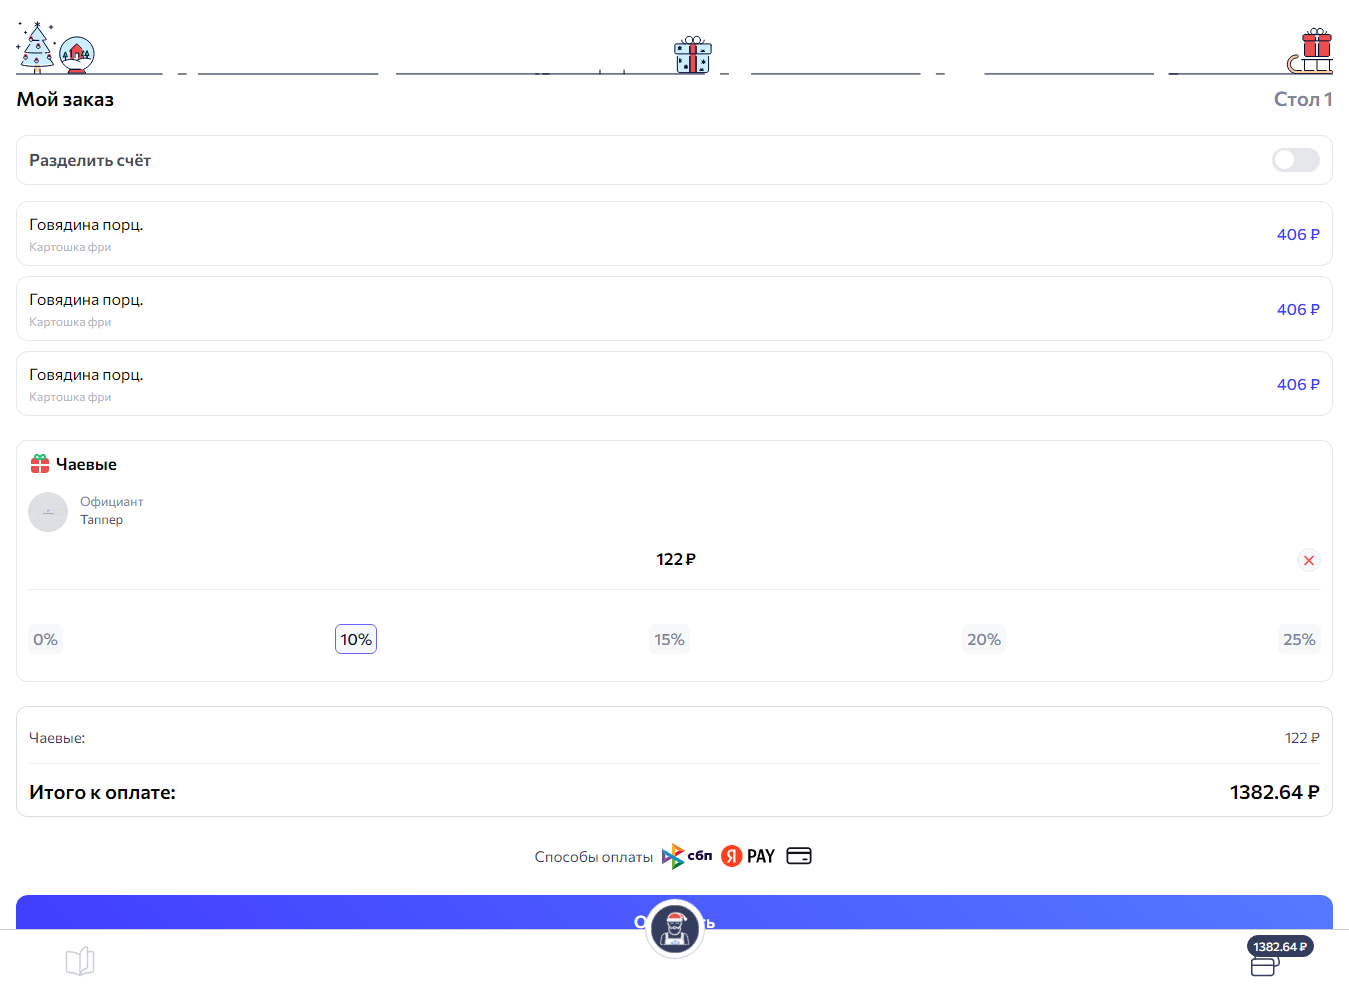 Мой заказ
Стол 1
Разделить счёт
Говядина порц.
Картошка фри
406 ₽
Говядина порц.
Картошка фри
406 ₽
Говядина порц.
Картошка фри
406 ₽
Чаевые
Официант
Таппер
122 ₽
0%
10%
15%
20%
25%
Чаевые:
122 ₽
Итого к оплате:
1382.64 ₽
Способы оплаты сбп Я PAY
1382.64 ₽